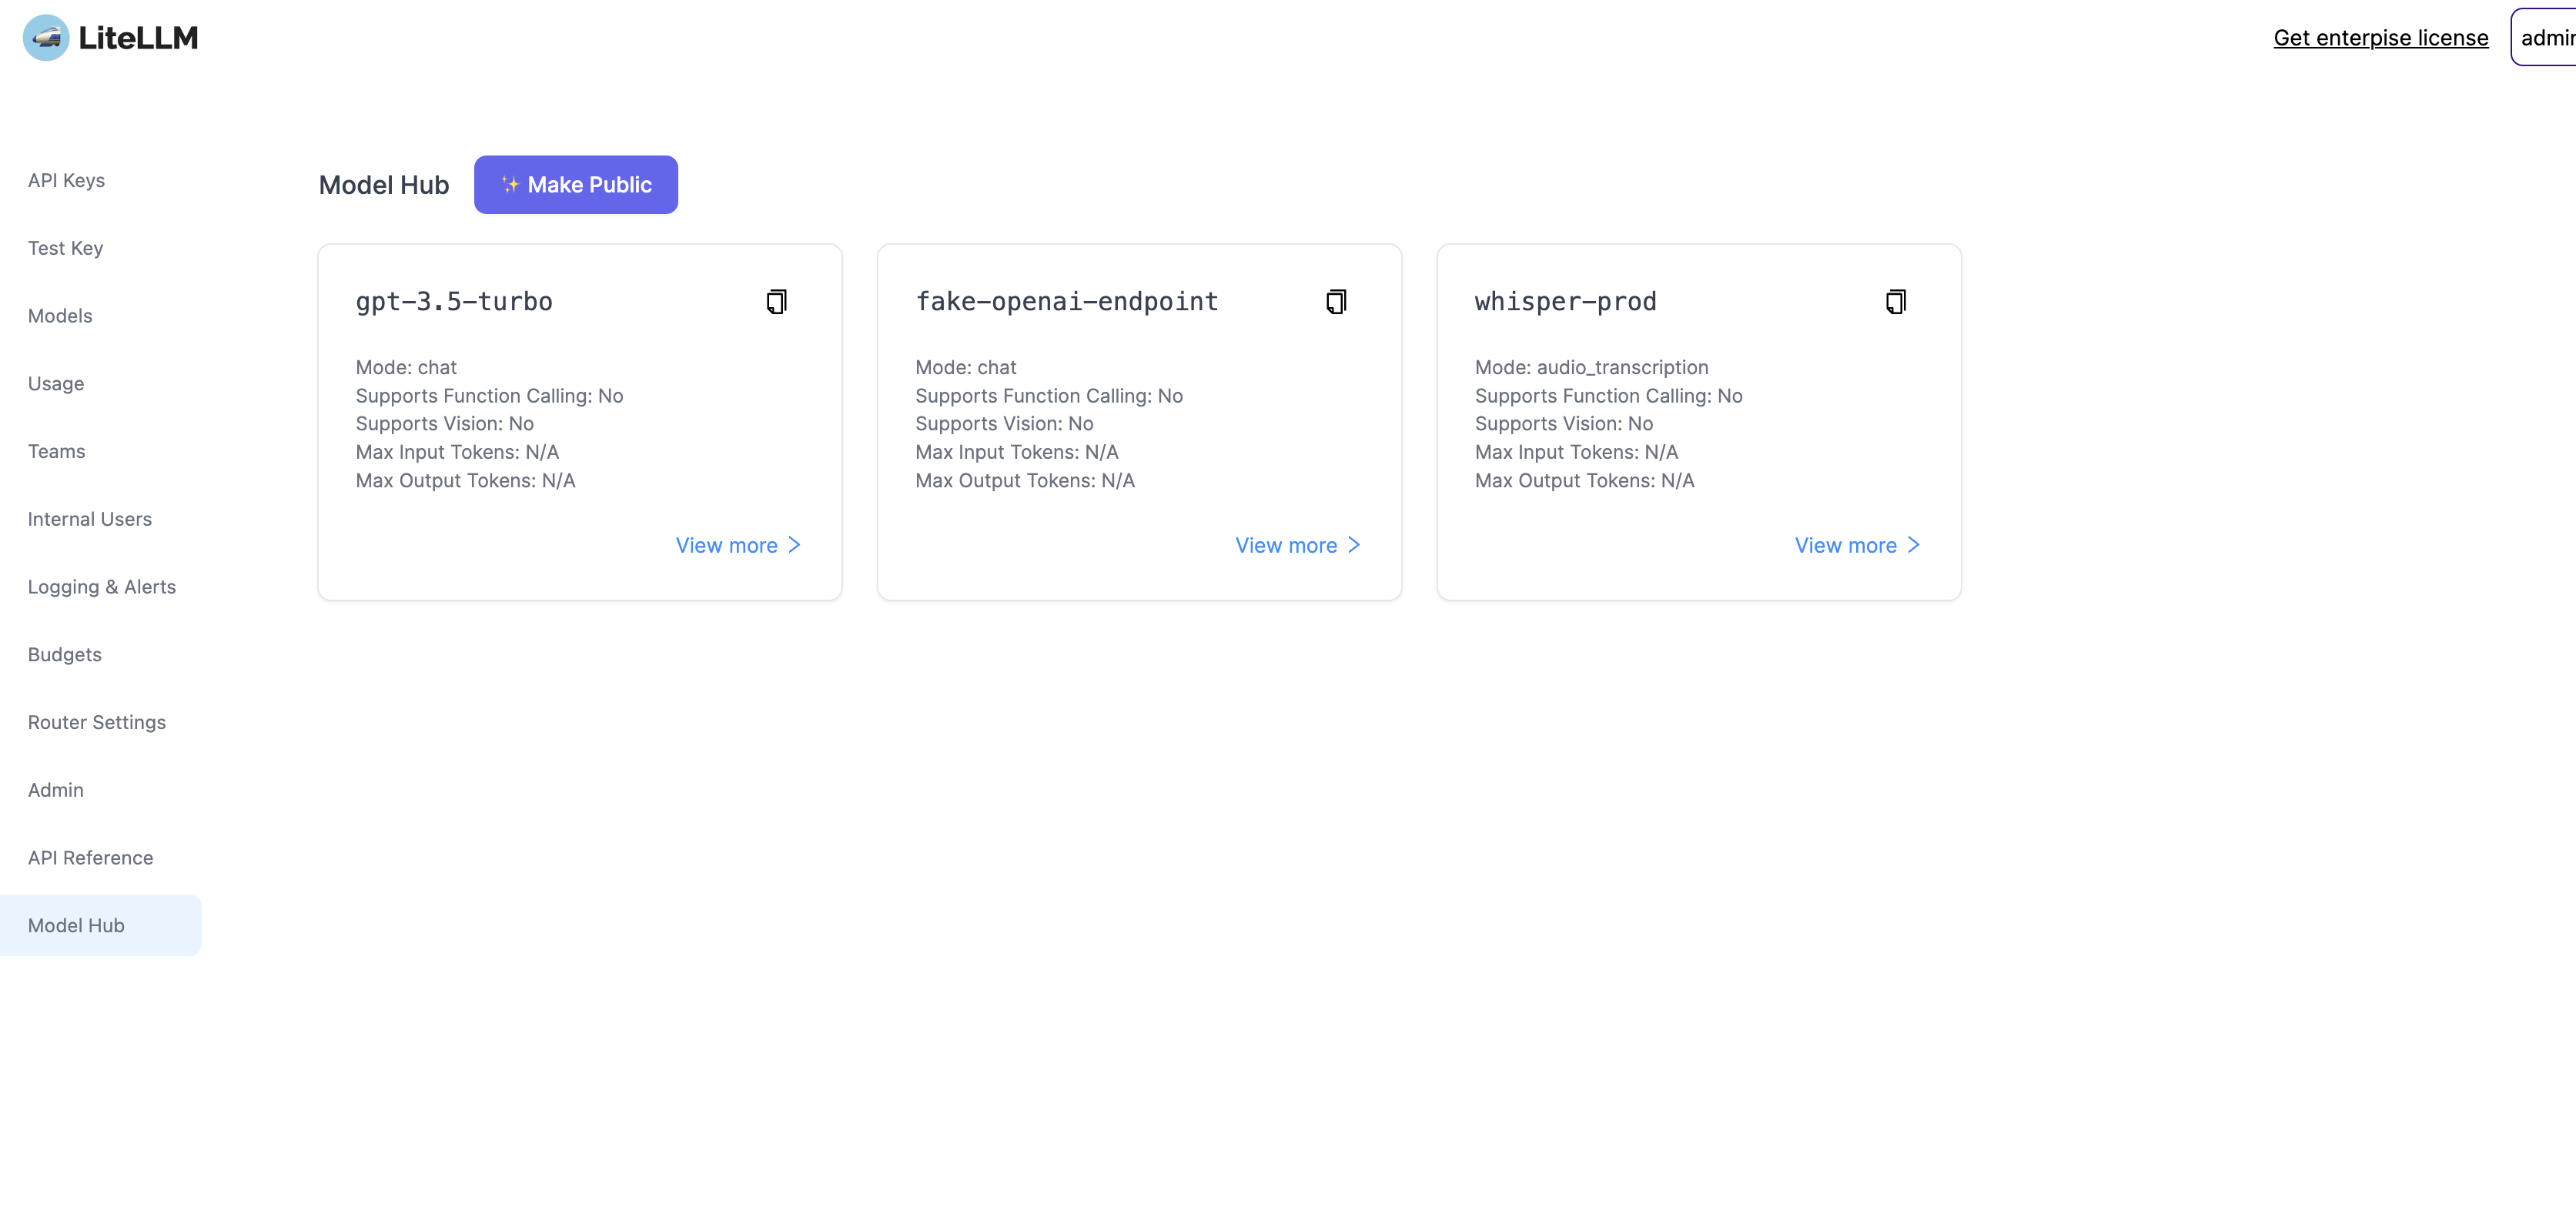 LiteLLM
Get enterpise license
admin
API Keys
Test Key
Models
Usage
Teams
Internal Users
Logging & Alerts
Budgets
Router Settings
Admin
API Reference
Model Hub
Model Hub
✨ Make Public
gpt-3.5-turbo
Mode: chat
Supports Function Calling: No
Supports Vision: No
Max Input Tokens: N/A
Max Output Tokens: N/A
View more >
fake-openai-endpoint
Mode: chat
Supports Function Calling: No
Supports Vision: No
Max Input Tokens: N/A
Max Output Tokens: N/A
View more >
whisper-prod
Mode: audio_transcription
Supports Function Calling: No
Supports Vision: No
Max Input Tokens: N/A
Max Output Tokens: N/A
View more >